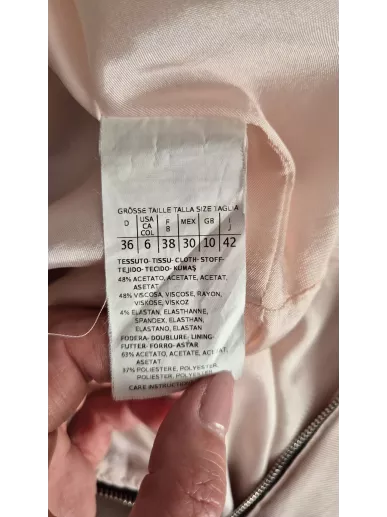 GRÖSSE TAILLE TALLA SIZE TAGLIA
D USA CA COL F B MEX GB I J
36 6 38 30 10 42
TESSUTO-TISSU-CLOTH-STOFF-
TEJIDO-TECIDO-KUMAŞ
48% ACETATO, ACETATE, ACETAT,
ASETAT
48% VISCOSA, VISCOSE, RAYON,
VISKOSE, VISKOZ
4% ELASTAN, ELASTHANNE,
SPANDEX, ELASTHAN,
ELASTANO, ELASTAN
FODERA-DOUBLURE-LINING-
FUTTER-FORRO-ASTAR
63% ACETATO, ACETATE, ACETAT,
ASETAT
37% POLIESTERE, POLYESTER,
POLIESTER, POLYESTER
CARE INSTRUCTION